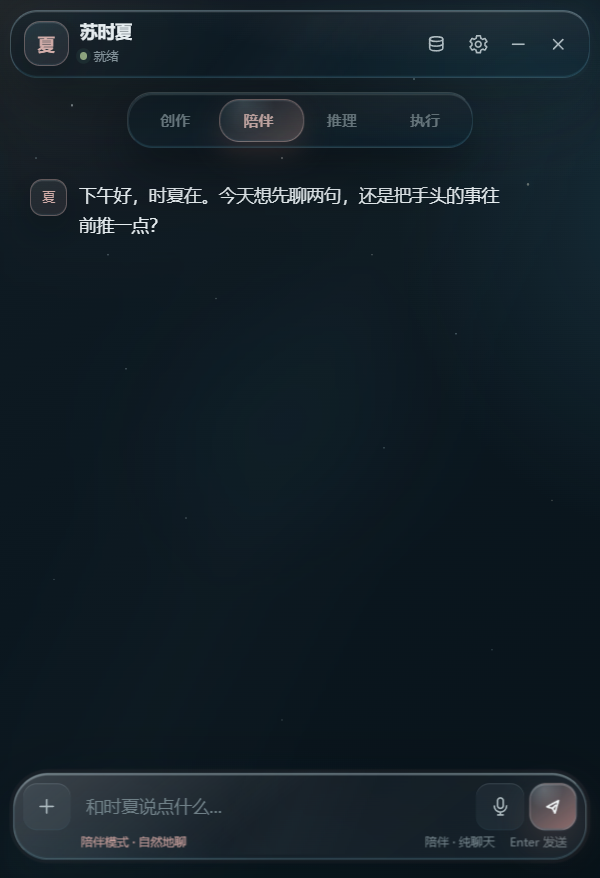 夏
苏时夏
就绪
创作
陪伴
推理
执行
夏
下午好，时夏在。今天想先聊两句，还是把手头的事往
前推一点？
和时夏说点什么...
陪伴模式 · 自然地聊
陪伴 · 纯聊天
Enter 发送